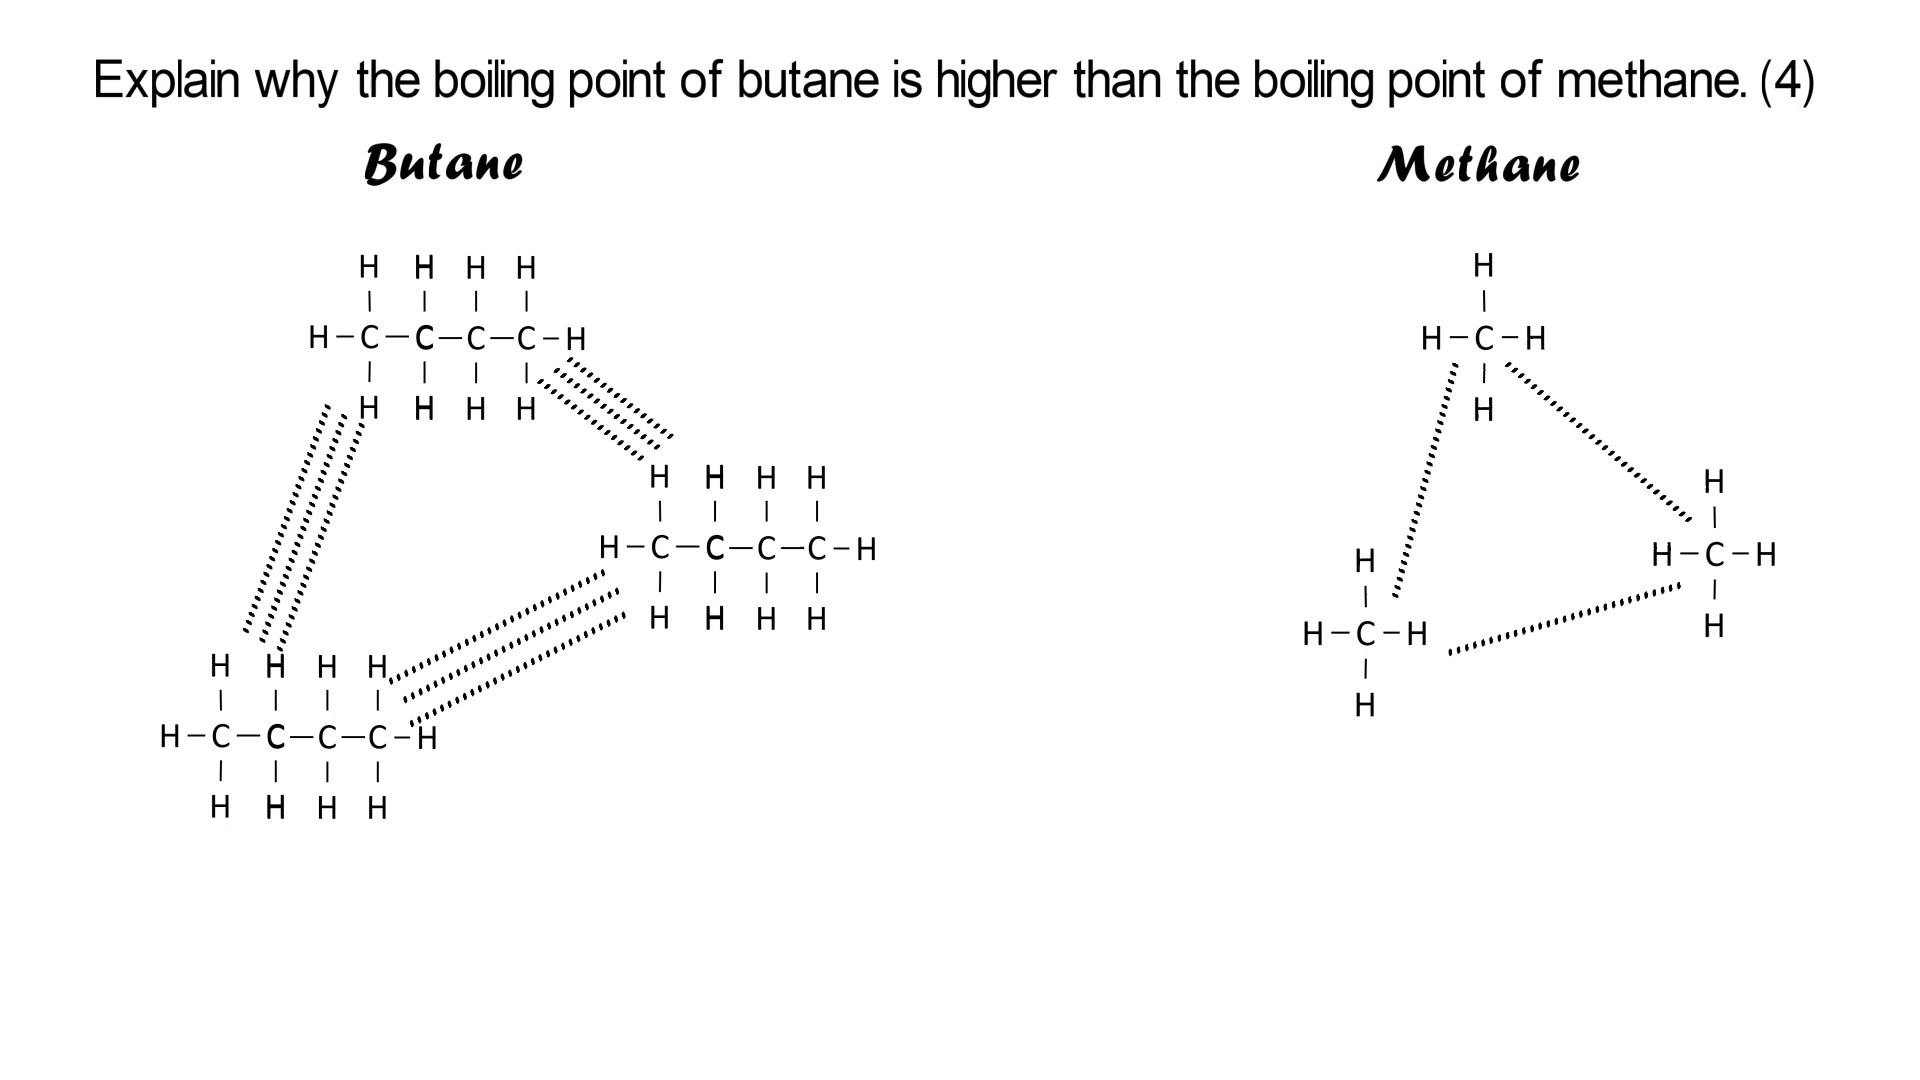 Explain why the boiling point of butane is higher than the boiling point of methane. (4)
Butane
Methane
H H H H
H-C-C-C-C-H
H H H H
H H H H
H-C-C-C-C-H
H H H H
H H H H
H-C-C-C-C-H
H H H H
H
H-C-H
H
H
H-C-H
H
H
H-C-H
H